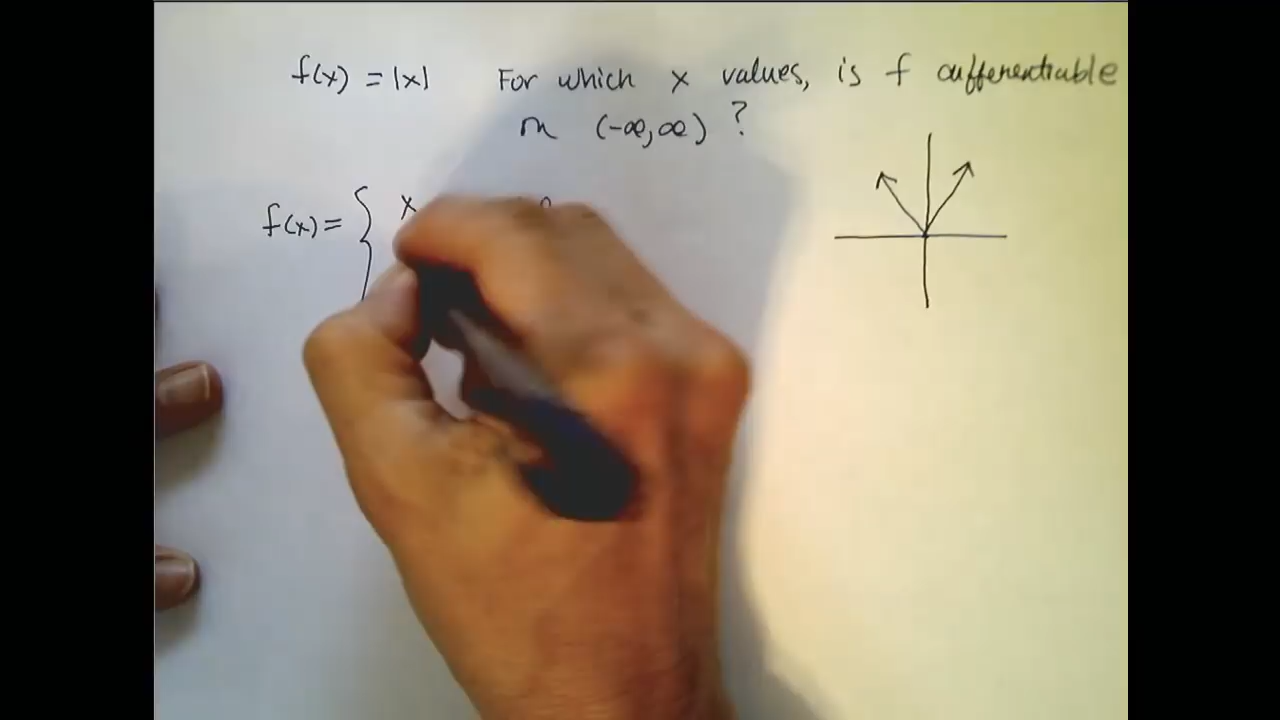 f(x) = |x| For which x values, is f differentiable
on (-∞,∞) ?
f(x) = { x